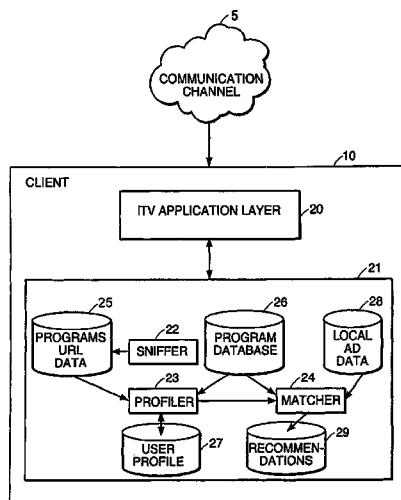 5
COMMUNICATION
CHANNEL
10
CLIENT
ITV APPLICATION LAYER
20
21
25
26
28
22
PROGRAMS
URL
DATA
SNIFFER
PROGRAM
DATABASE
LOCAL
AD
DATA
23
24
PROFILER
MATCHER
USER
PROFILE
27
RECOMMEN-
DATIONS
29